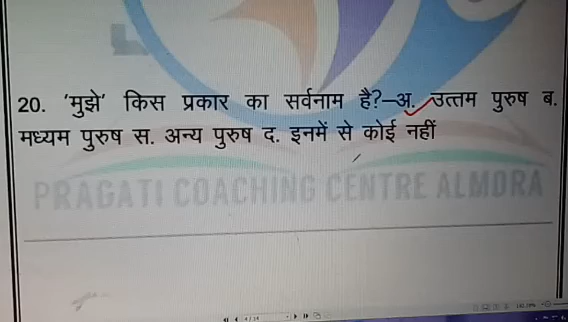 20. 'मुझे' किस प्रकार का सर्वनाम है?–अ. उत्तम पुरुष ब.
मध्यम पुरुष स. अन्य पुरुष द. इनमें से कोई नहीं
PRAGATI COACHING CENTRE ALMORA